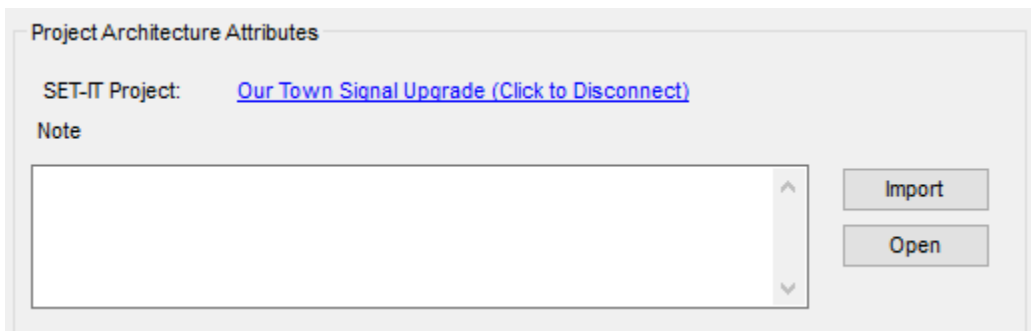 Project Architecture Attributes
SET-IT Project: Our Town Signal Upgrade (Click to Disconnect)
Note
Import
Open